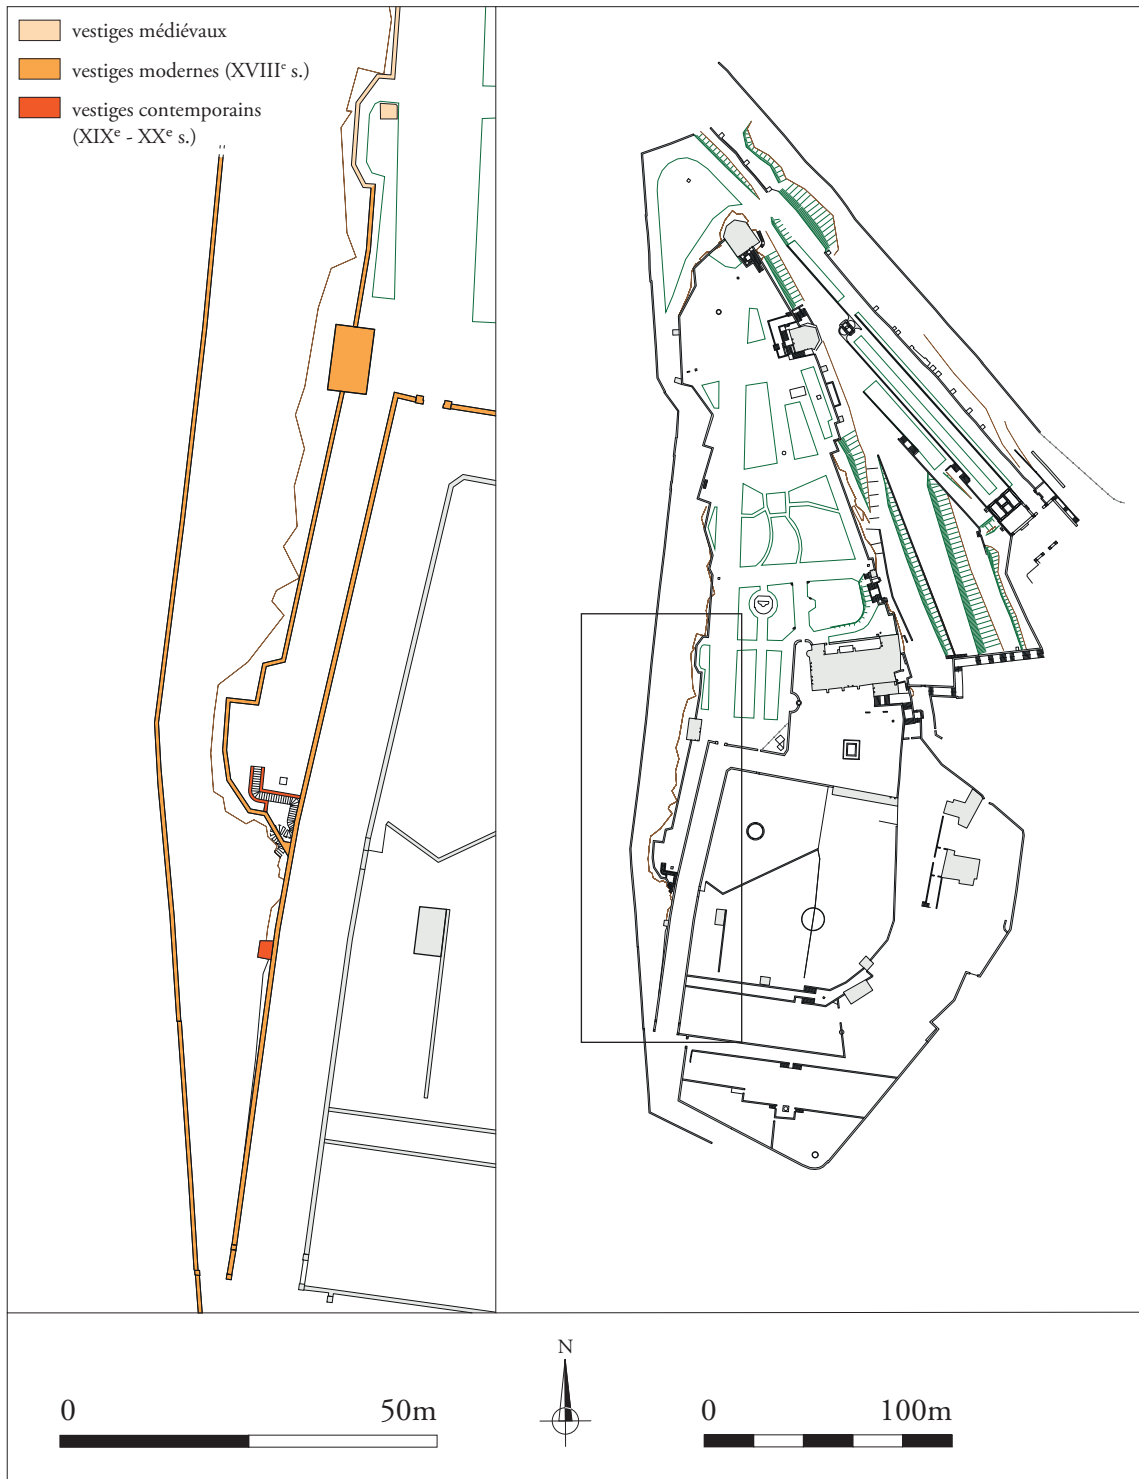 vestiges médiévaux
vestiges modernes (XVIIIᵉ s.)
vestiges contemporains
(XIXᵉ - XXᵉ s.)
N
0 50m
0 100m